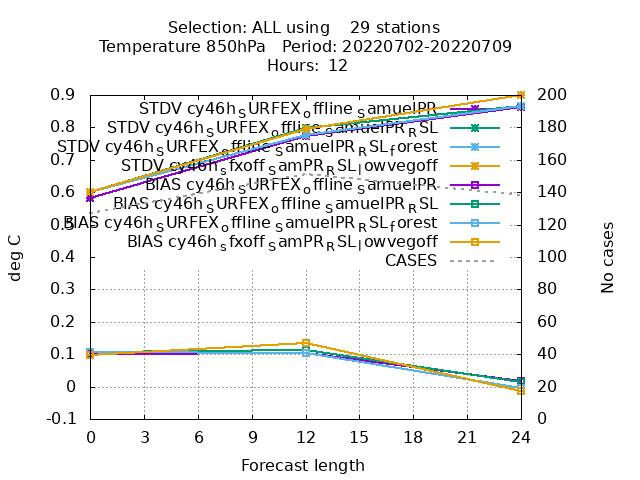 Selection: ALL using    29 stations
Temperature 850hPa   Period: 20220702-20220709
Hours:  12
0.9
0.8
0.7
0.6
0.5
0.4
0.3
0.2
0.1
0
-0.1
deg C
STDV cy46h_SURFEX_offline_SamuelPR
STDV cy46h_SURFEX_offline_SamuelPR_RSL
STDV cy46h_SURFEX_offline_SamuelPR_RSL_forest
STDV cy46h_sfxoff_SamPR_RSL_lowvegoff
BIAS cy46h_SURFEX_offline_SamuelPR
BIAS cy46h_SURFEX_offline_SamuelPR_RSL
BIAS cy46h_SURFEX_offline_SamuelPR_RSL_forest
BIAS cy46h_sfxoff_SamPR_RSL_lowvegoff
CASES
200
180
160
140
120
100
80
60
40
20
0
No cases
0 3 6 9 12 15 18 21 24
Forecast length